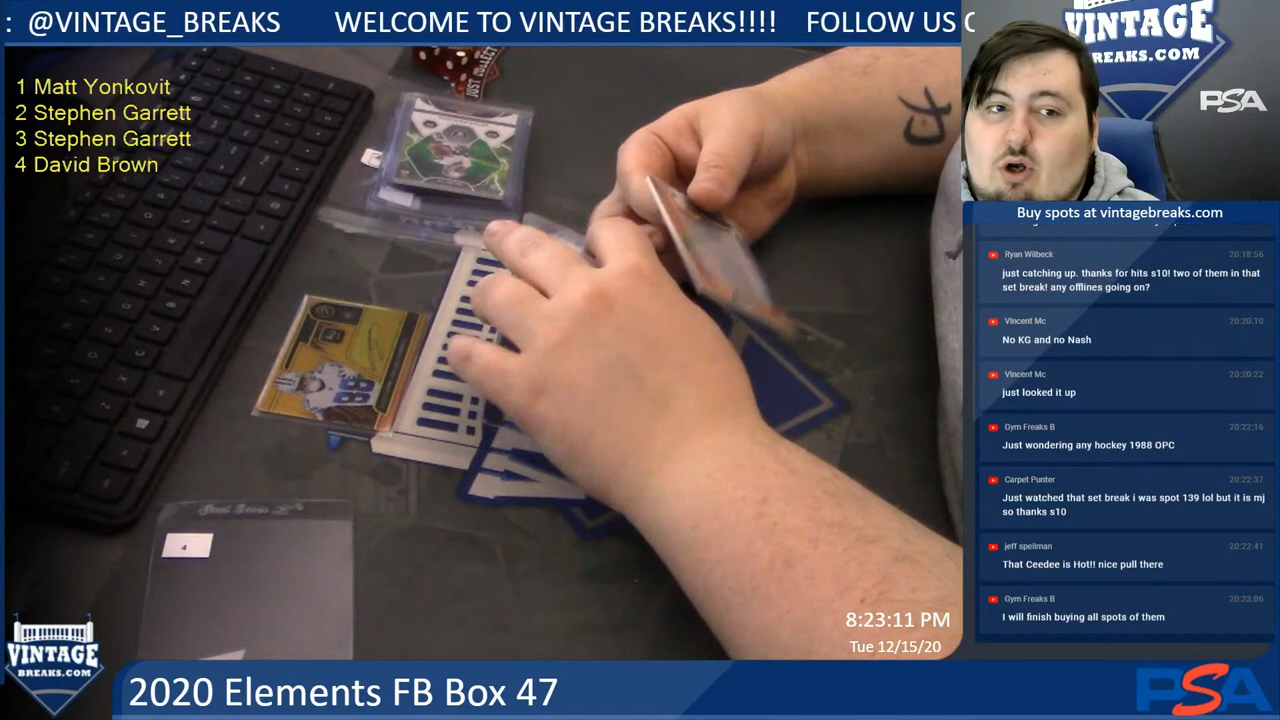 : @VINTAGE_BREAKS WELCOME TO VINTAGE BREAKS!!!! FOLLOW US
1 Matt Yonkovit
2 Stephen Garrett
3 Stephen Garrett
4 David Brown
JUST COLLECT
VINTAGE
BREAKS.COM
PSA
Buy spots at vintagebreaks.com
Ryan Wilbeck 20:18:56
just catching up. thanks for hits s10! two of them in that
set break! any offlines going on?
Vincent Mc 20:20:10
No KG and no Nash
Vincent Mc 20:20:22
just looked it up
Gym Freaks B 20:22:16
Just wondering any hockey 1988 OPC
Carpet Punter 20:22:37
Just watched that set break i was spot 139 lol but it is mj
so thanks s10
jeff spellman 20:22:41
That Ceedee is Hot!! nice pull there
Gym Freaks B 20:23:06
I will finish buying all spots of them
88
4
8:23:11 PM
Tue 12/15/20
VINTAGE
BREAKS.COM
2020 Elements FB Box 47
PSA